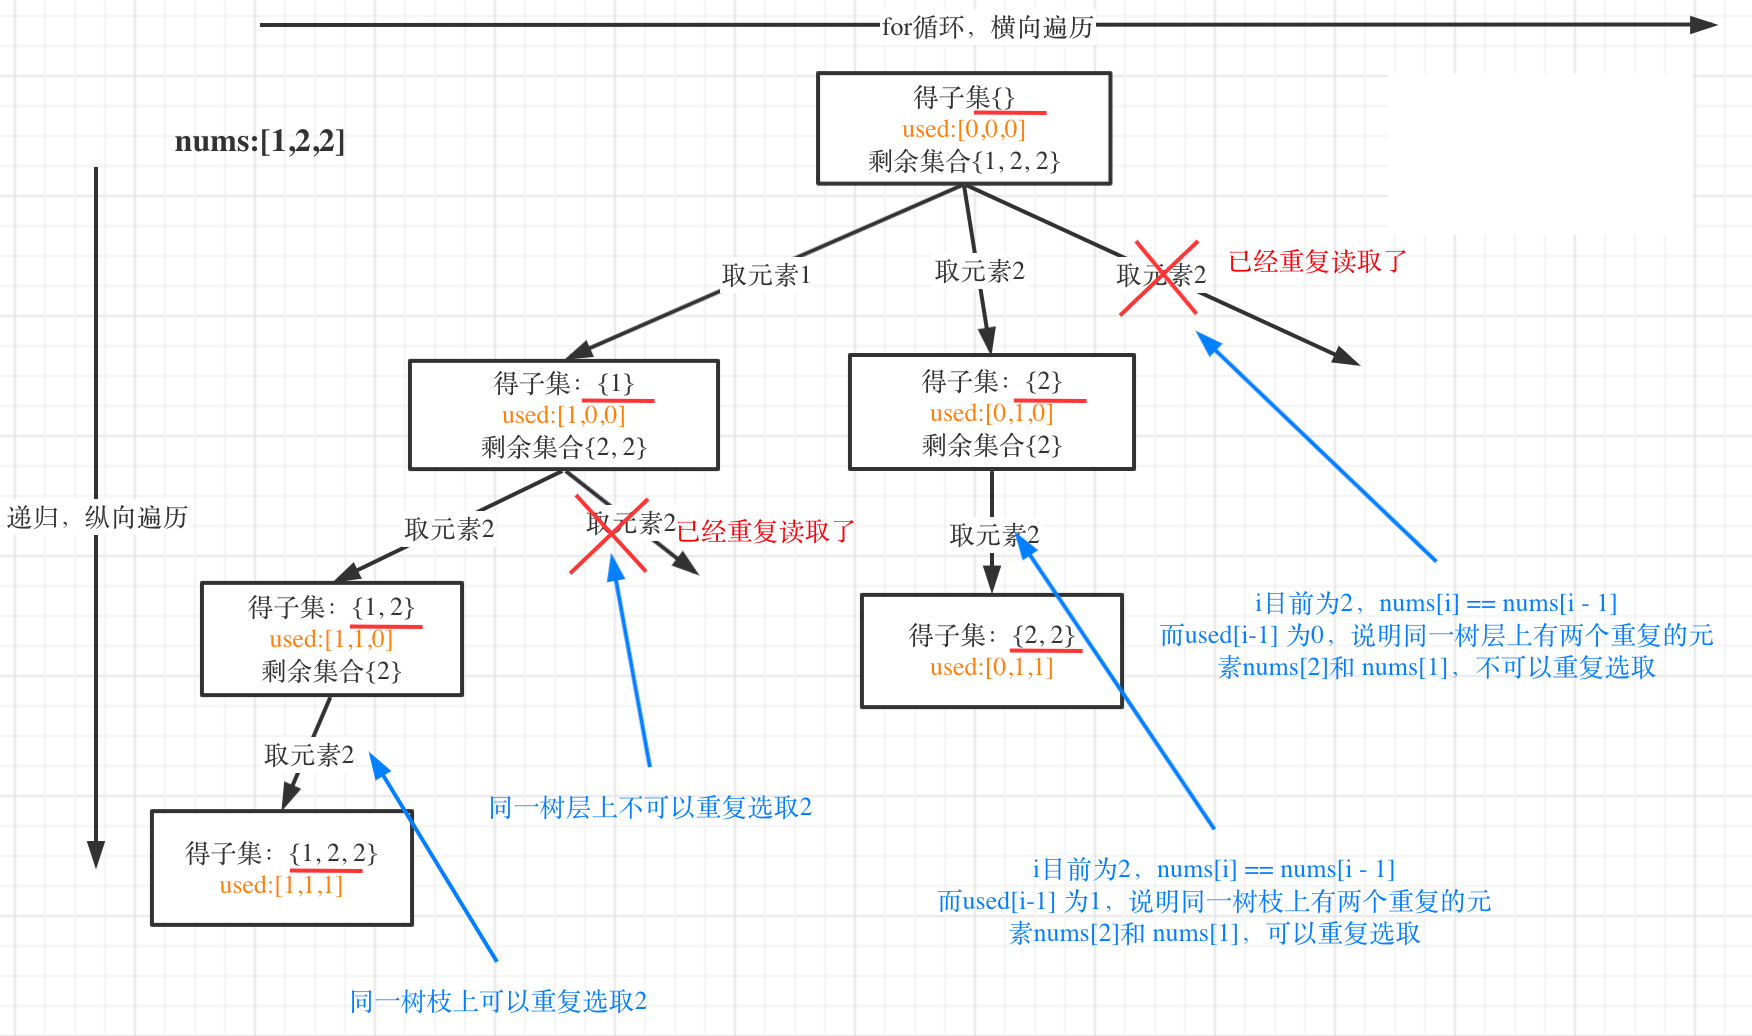 for循环，横向遍历
得子集{}
used:[0,0,0]
剩余集合{1, 2, 2}
nums:[1,2,2]
取元素1
取元素2
取元素2
已经重复读取了
得子集：{1}
used:[1,0,0]
剩余集合{2, 2}
得子集：{2}
used:[0,1,0]
剩余集合{2}
递归，纵向遍历
取元素2
取元素2
已经重复读取了
取元素2
得子集：{1, 2}
used:[1,1,0]
剩余集合{2}
得子集：{2, 2}
used:[0,1,1]
i目前为2，nums[i] == nums[i - 1]
而used[i-1] 为0，说明同一树层上有两个重复的元
素nums[2]和 nums[1]，不可以重复选取
取元素2
同一树层上不可以重复选取2
得子集：{1, 2, 2}
used:[1,1,1]
i目前为2，nums[i] == nums[i - 1]
而used[i-1] 为1，说明同一树枝上有两个重复的元
素nums[2]和 nums[1]，可以重复选取
同一树枝上可以重复选取2